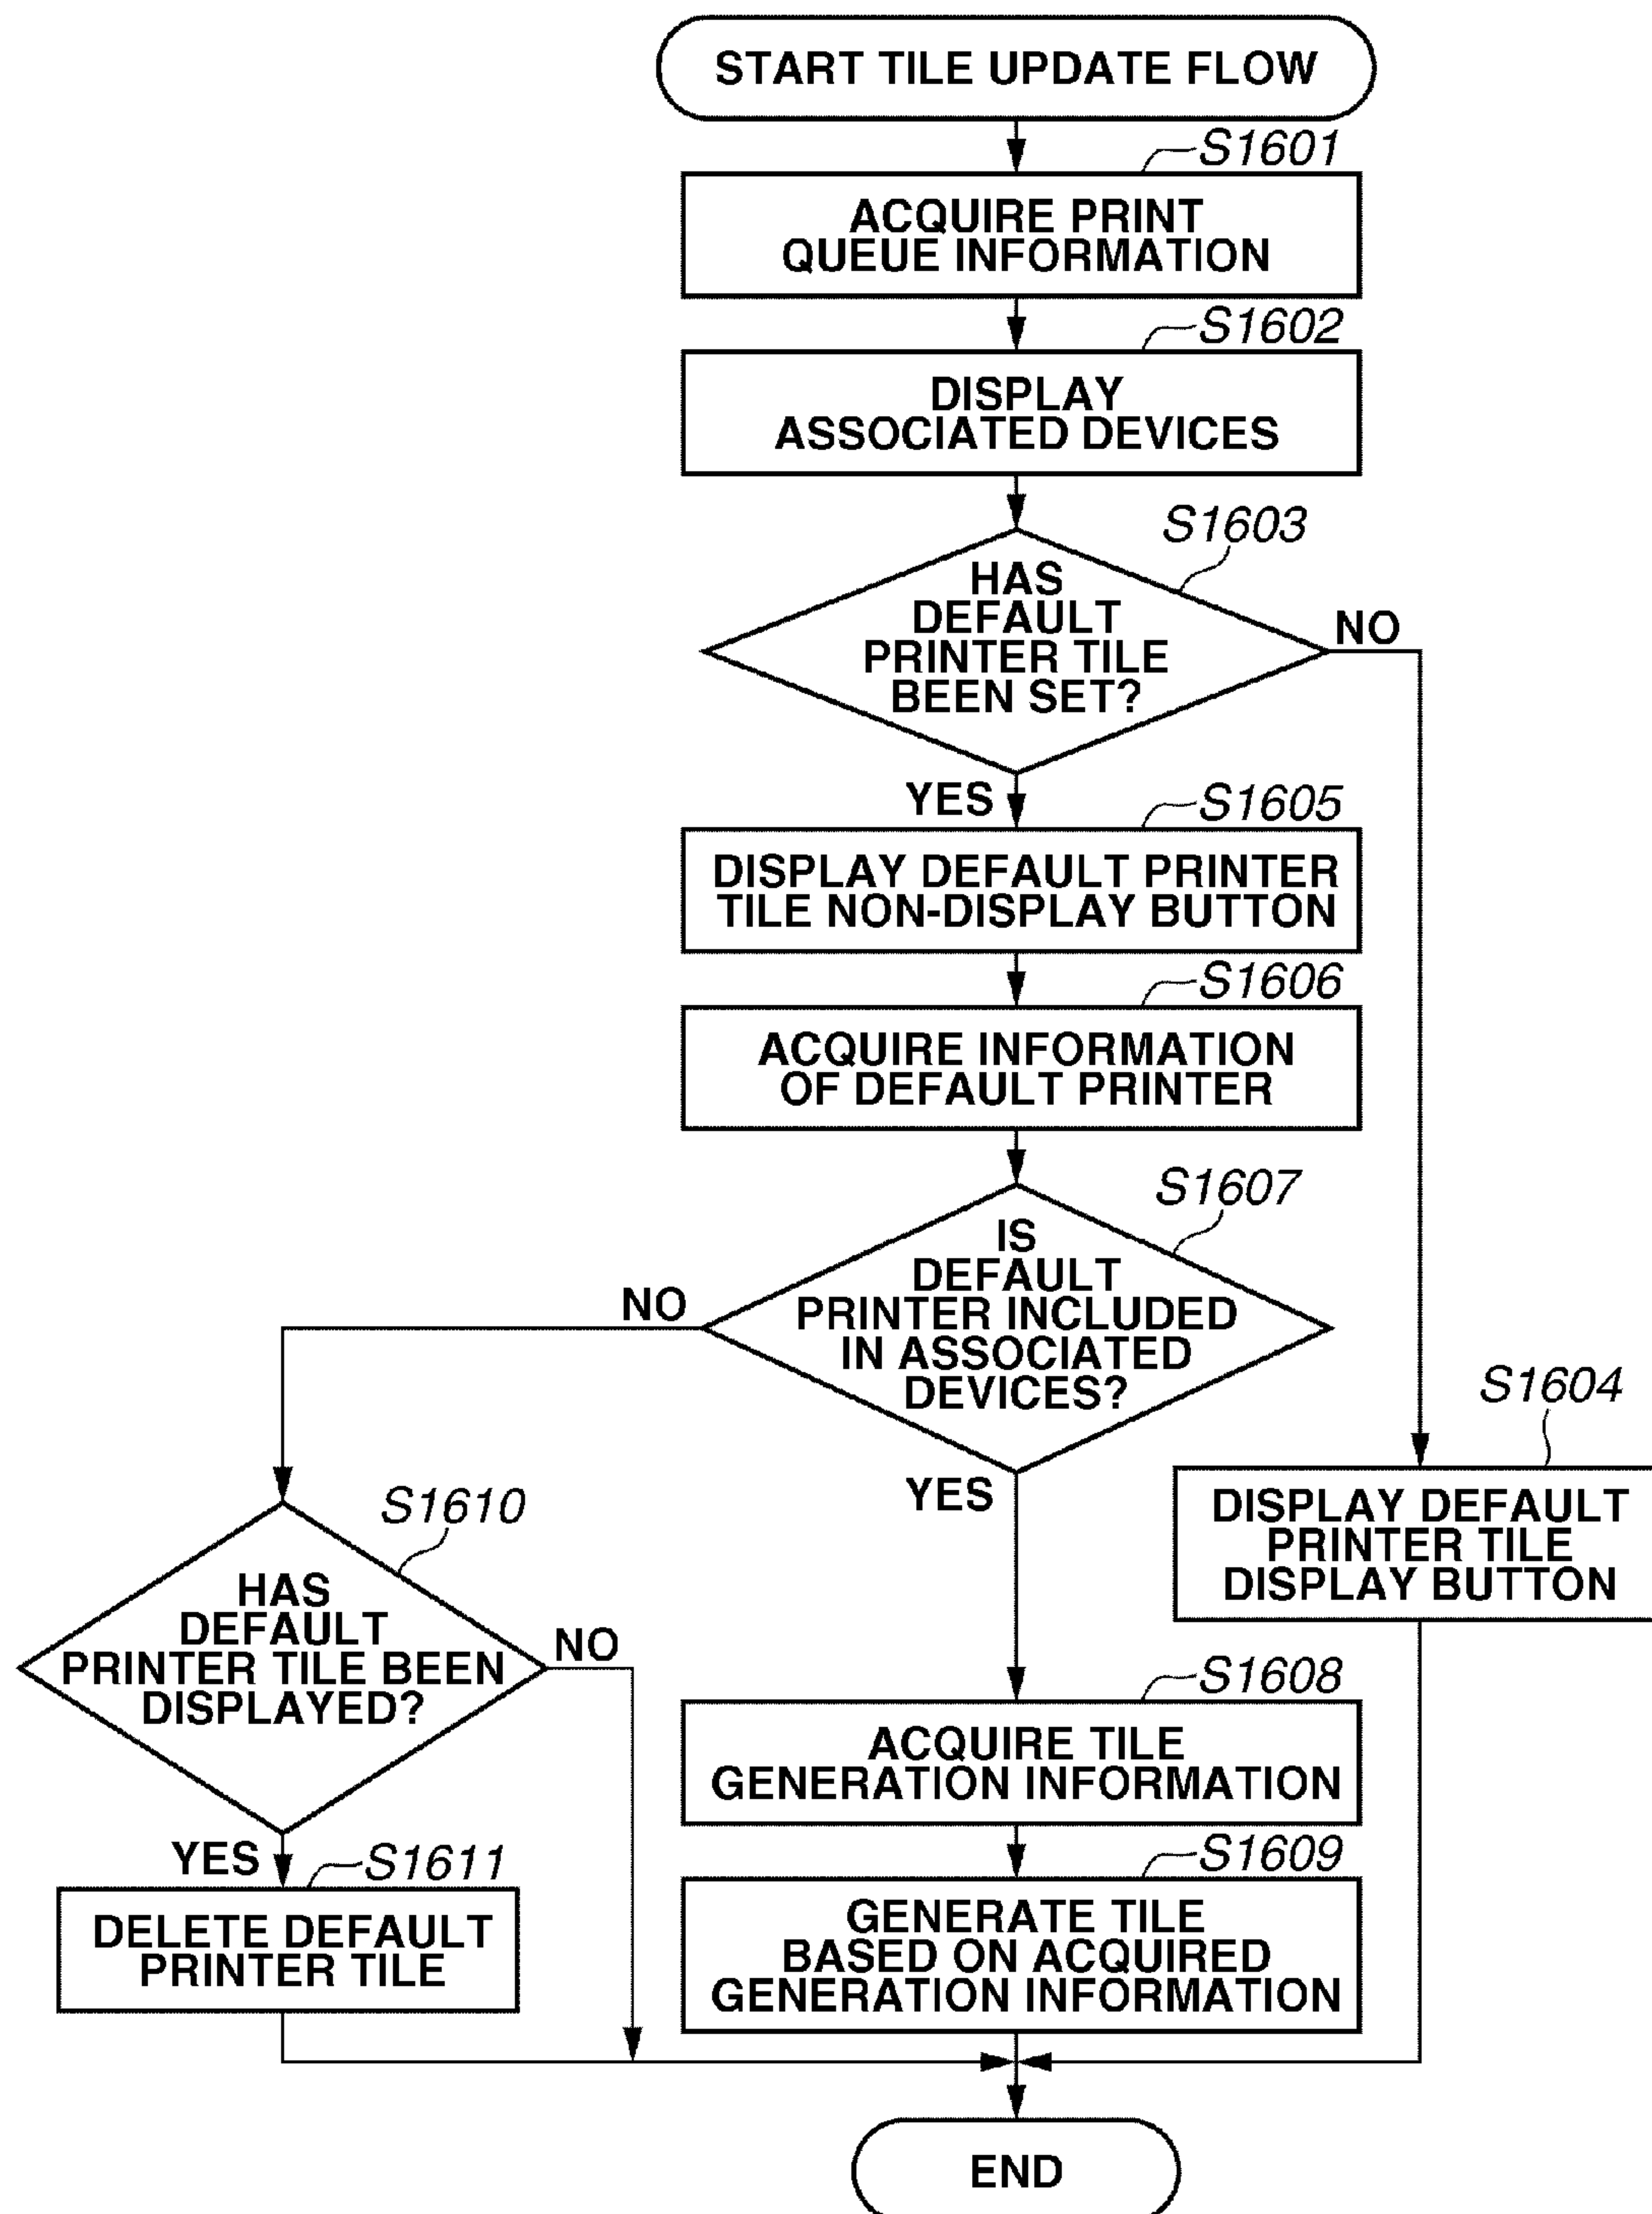 START TILE UPDATE FLOW
S1601
ACQUIRE PRINT
QUEUE INFORMATION
S1602
DISPLAY
ASSOCIATED DEVICES
S1603
HAS
DEFAULT
PRINTER TILE
BEEN SET?
NO
YES
S1605
DISPLAY DEFAULT PRINTER
TILE NON-DISPLAY BUTTON
S1606
ACQUIRE INFORMATION
OF DEFAULT PRINTER
S1607
IS
DEFAULT
PRINTER INCLUDED
IN ASSOCIATED
DEVICES?
NO
YES
S1604
DISPLAY DEFAULT
PRINTER TILE
DISPLAY BUTTON
S1610
HAS
DEFAULT
PRINTER TILE BEEN
DISPLAYED?
NO
YES
S1608
ACQUIRE TILE
GENERATION INFORMATION
S1611
DELETE DEFAULT
PRINTER TILE
S1609
GENERATE TILE
BASED ON ACQUIRED
GENERATION INFORMATION
END